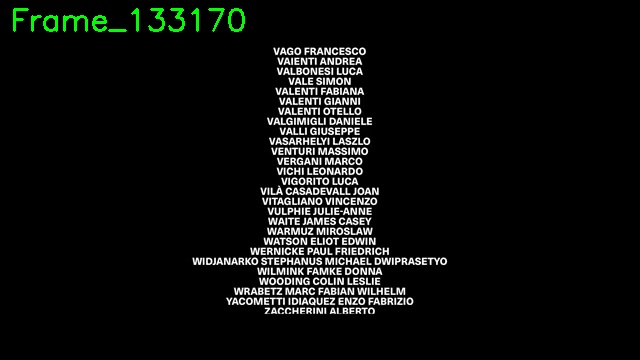 Frame_133170
VAGO FRANCESCO
VAIENTI ANDREA
VALBONESI LUCA
VALE SIMON
VALENTI FABIANA
VALENTI GIANNI
VALENTI OTELLO
VALGIMIGLI DANIELE
VALLI GIUSEPPE
VASARHELYI LASZLO
VENTURI MASSIMO
VERGANI MARCO
VICHI LEONARDO
VIGORITO LUCA
VILÀ CASADEVALL JOAN
VITAGLIANO VINCENZO
VULPHIE JULIE-ANNE
WAITE JAMES CASEY
WARMUZ MIROSLAW
WATSON ELIOT EDWIN
WERNICKE PAUL FRIEDRICH
WIDJANARKO STEPHANUS MICHAEL DWIPRASETYO
WILMINK FAMKE DONNA
WOODING COLIN LESLIE
WRABETZ MARC FABIAN WILHELM
YACOMETTI IDIAQUEZ ENZO FABRIZIO
ZACCHERINI ALBERTO